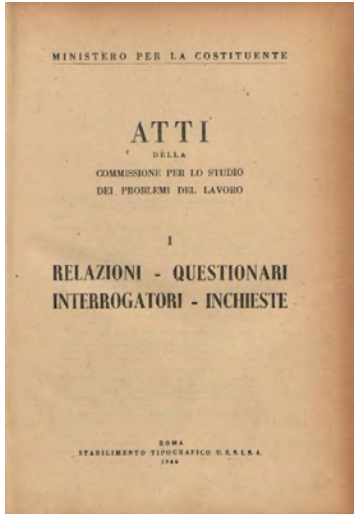 MINISTERO PER LA COSTITUENTE
ATTI
DELLA
COMMISSIONE PER LO STUDIO
DEI PROBLEMI DEL LAVORO
I
RELAZIONI - QUESTIONARI
INTERROGATORI - INCHIESTE
ROMA
STABILIMENTO TIPOGRAFICO
1946